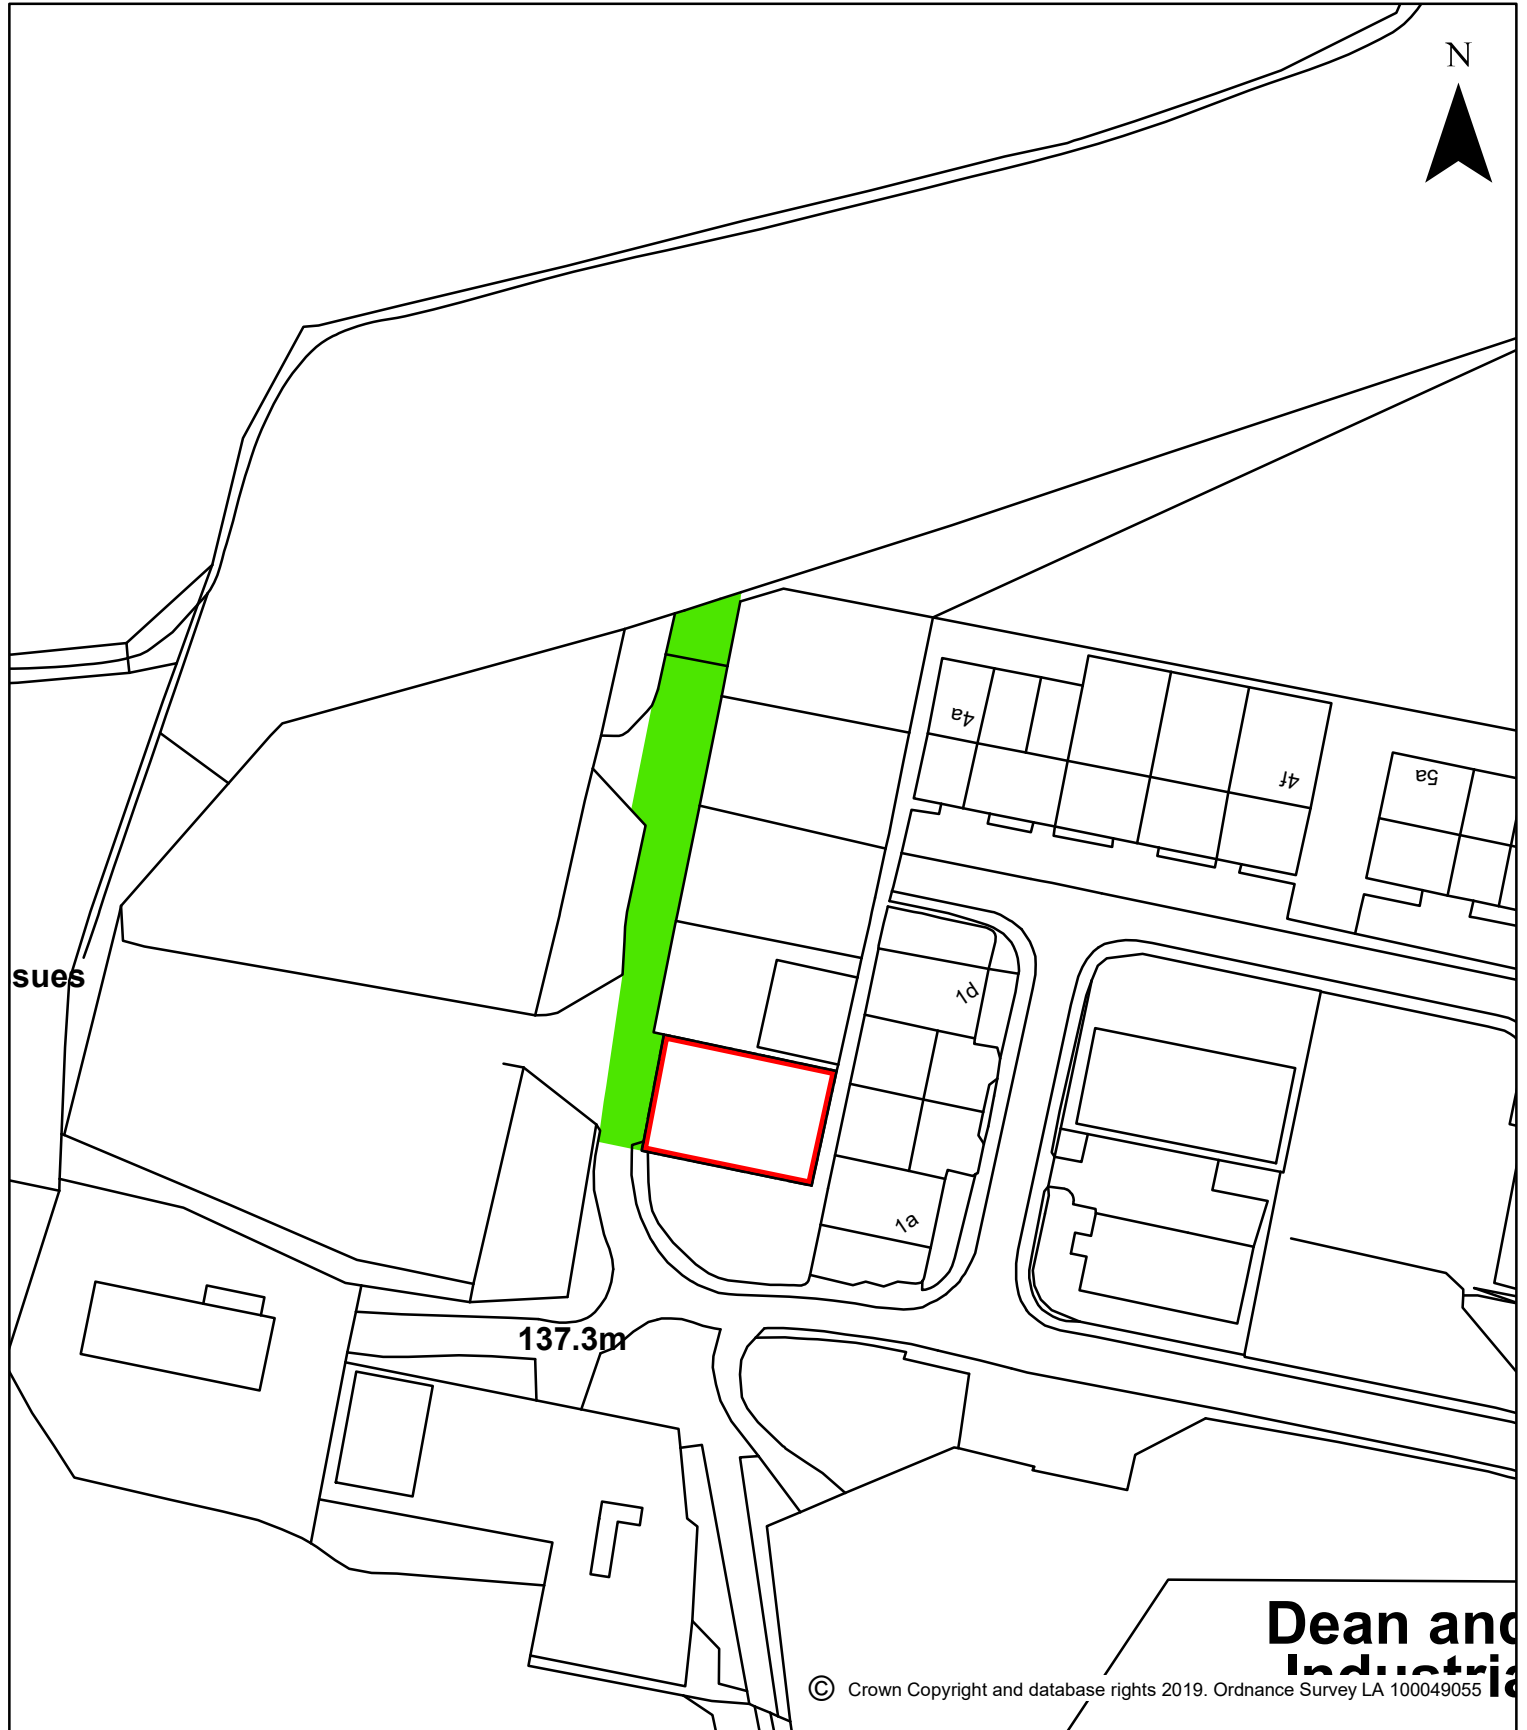 N
4a
4f
5a
sues
1d
1a
137.3m
Dean and
© Crown Copyright and database rights 2019. Ordnance Survey LA 100049055